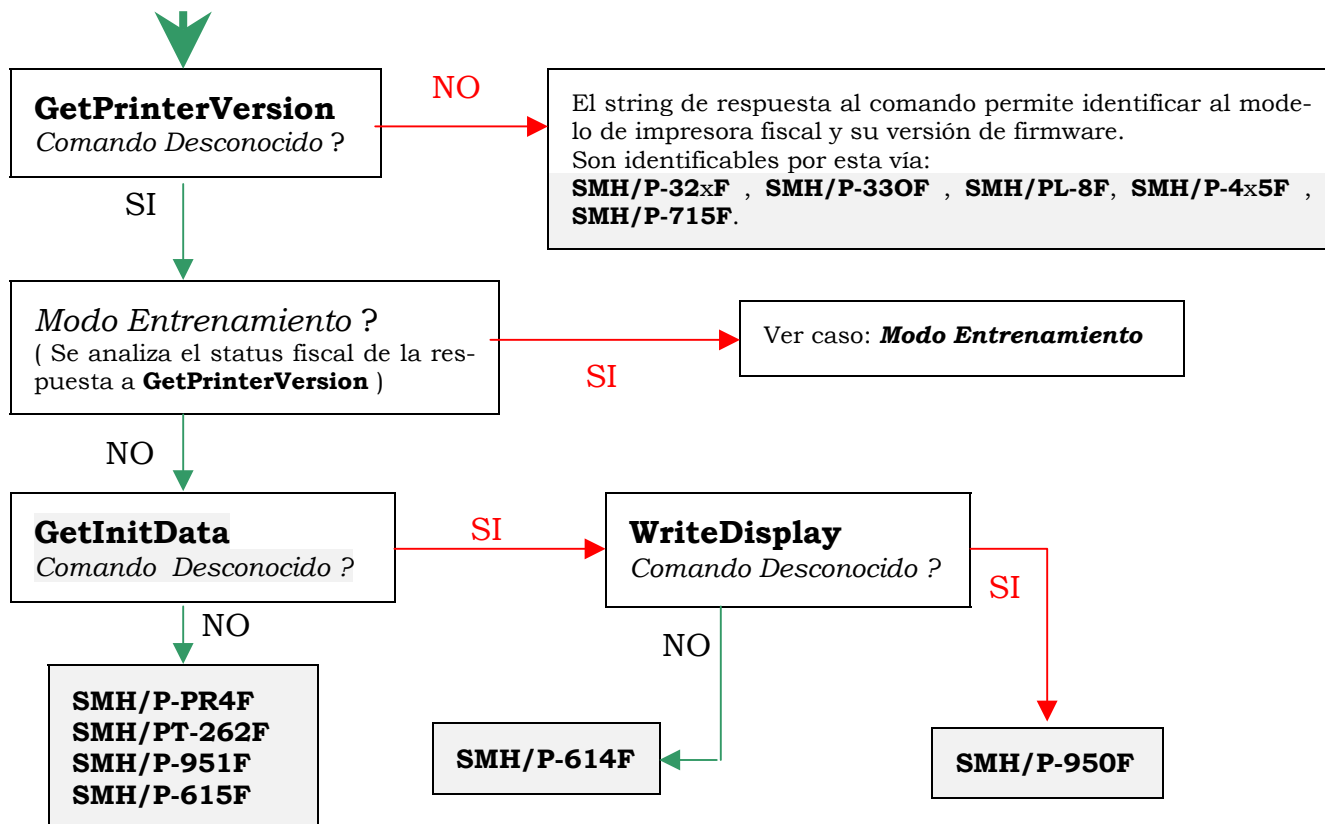 GetPrinterVersion
Comando Desconocido ?
NO
El string de respuesta al comando permite identificar al mode-
lo de impresora fiscal y su versión de firmware.
Son identificables por esta vía:
SMH/P-32xF , SMH/P-33OF , SMH/PL-8F, SMH/P-4x5F ,
SMH/P-715F.
SI
Modo Entrenamiento ?
( Se analiza el status fiscal de la res-
puesta a GetPrinterVersion )
SI
Ver caso: Modo Entrenamiento
NO
GetInitData
Comando Desconocido ?
SI
WriteDisplay
Comando Desconocido ?
SI
NO
NO
SMH/P-PR4F
SMH/PT-262F
SMH/P-951F
SMH/P-615F
SMH/P-614F
SMH/P-950F